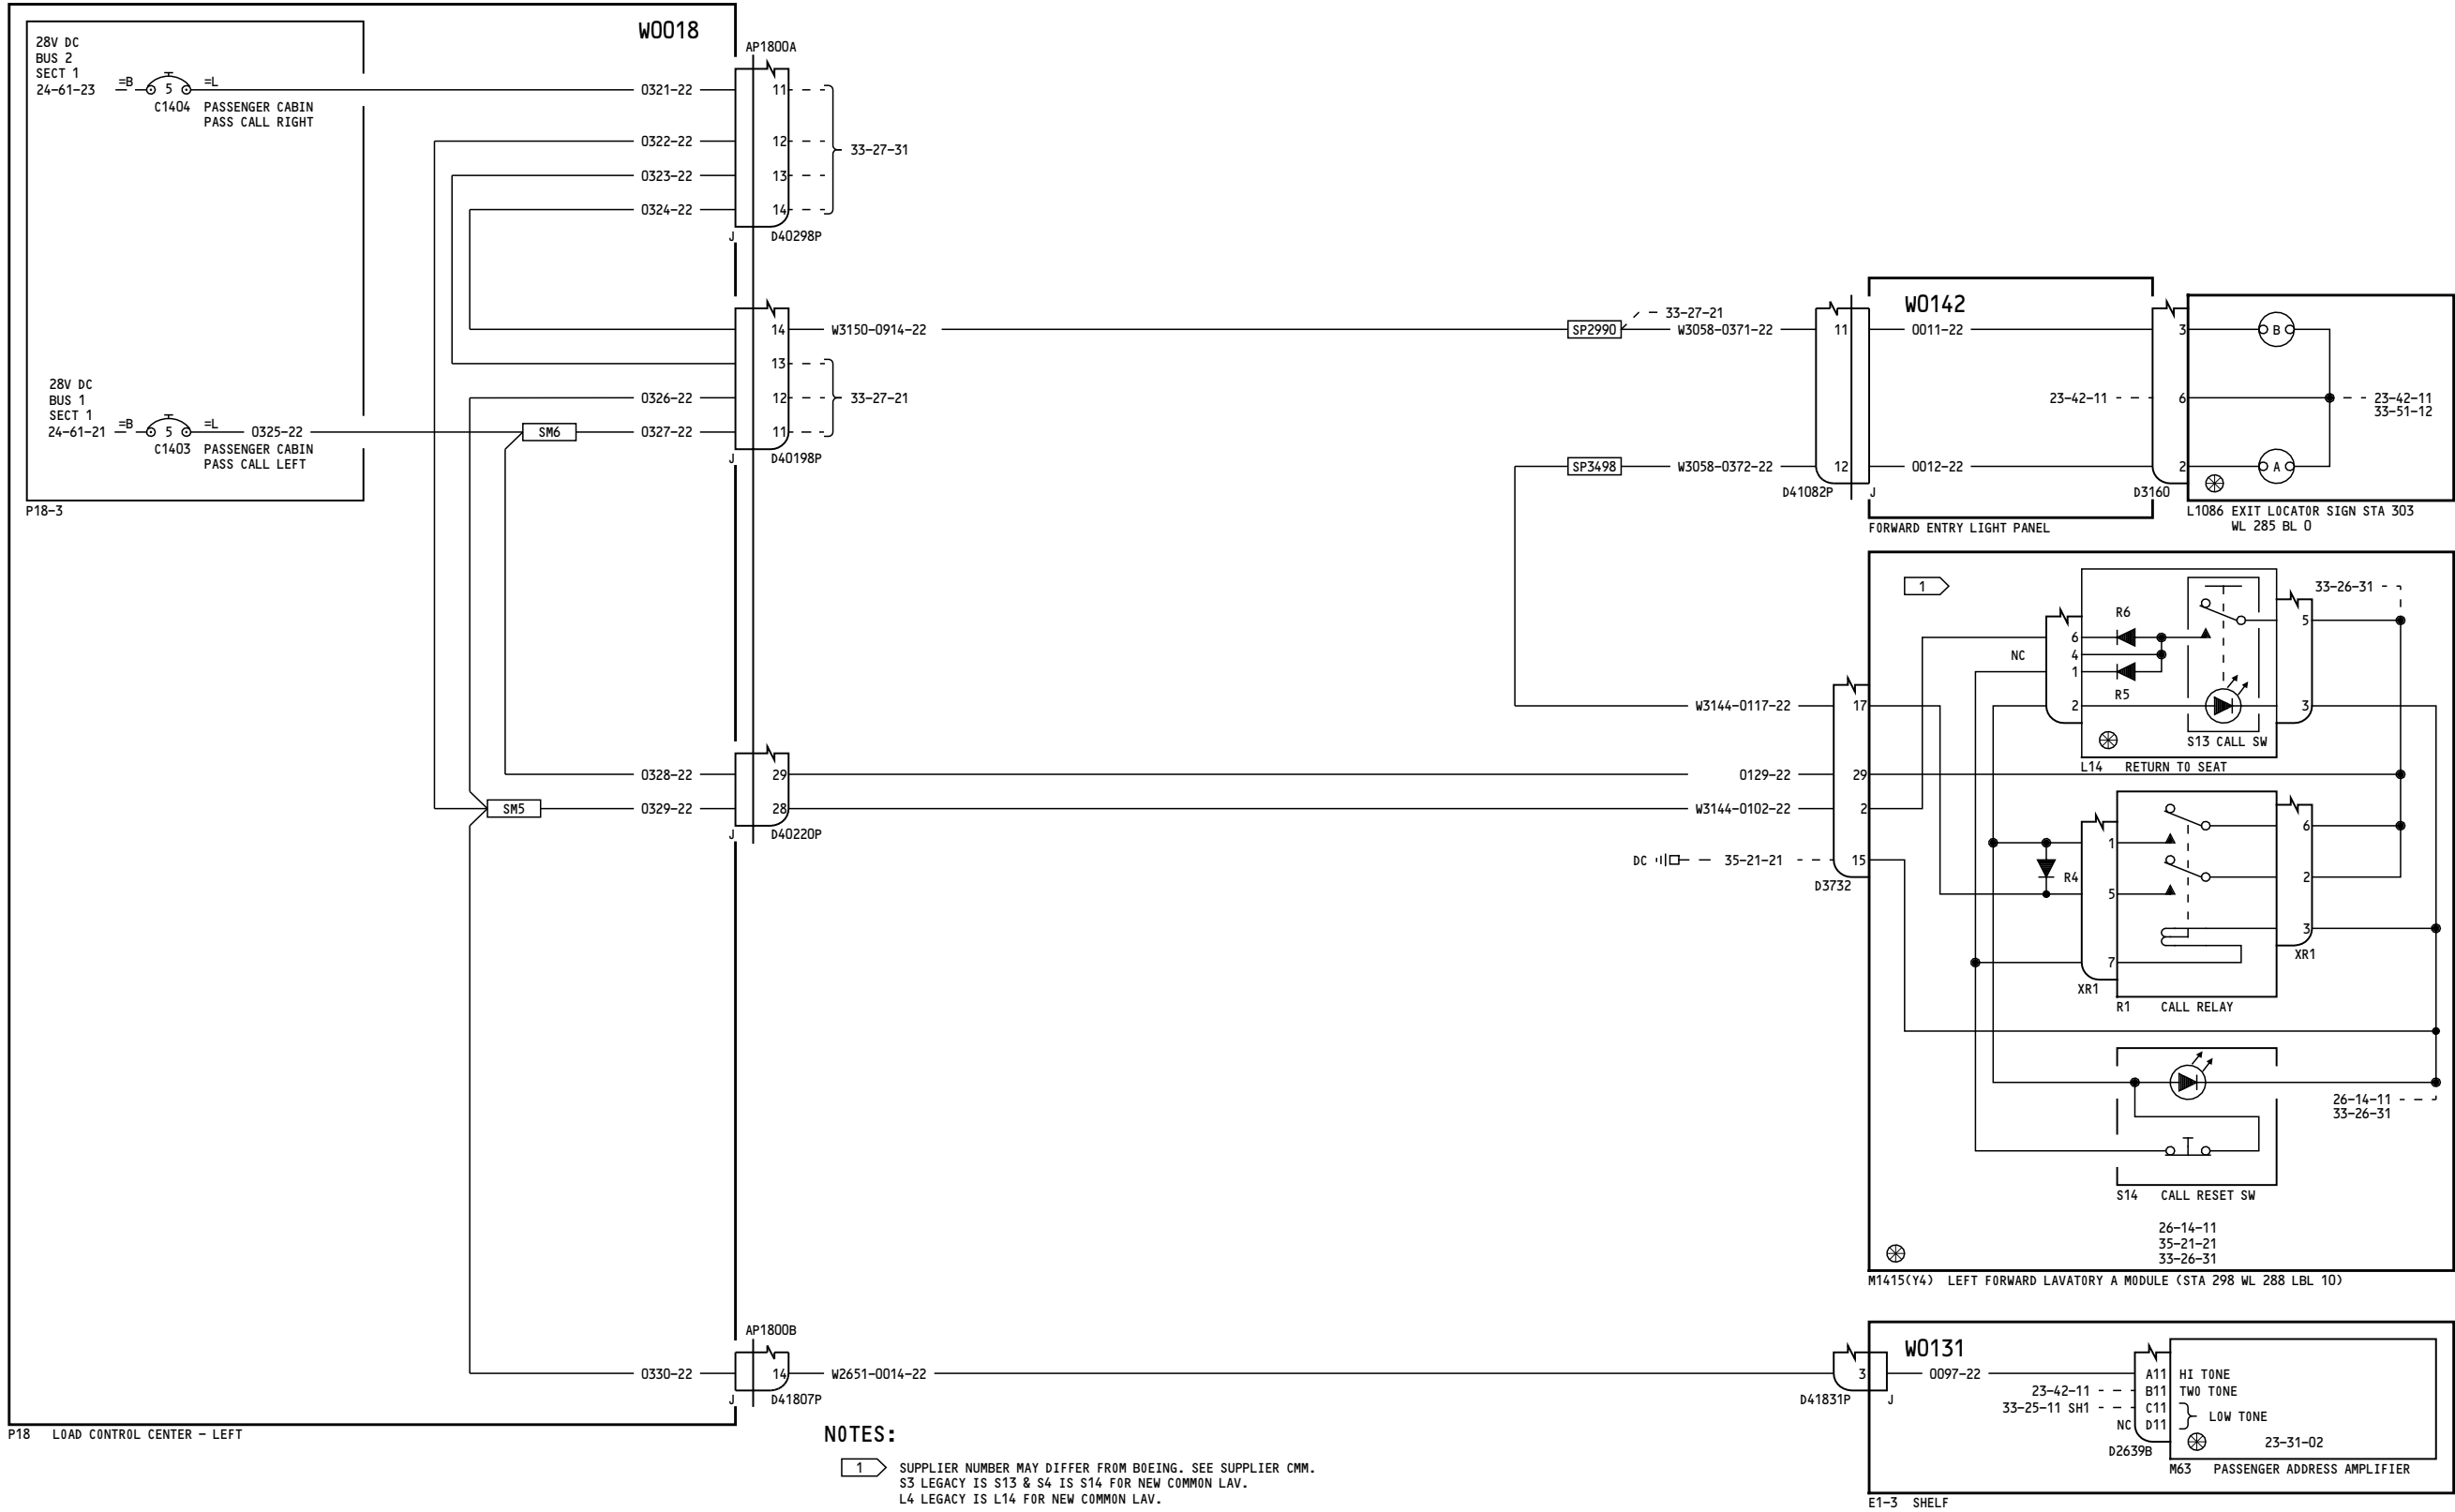 W0018
28V DC
BUS 2
SECT 1
24-61-23
=B
5
=L
C1404
PASSENGER CABIN
PASS CALL RIGHT
28V DC
BUS 1
SECT 1
24-61-21
=B
5
=L
0325-22
C1403
PASSENGER CABIN
PASS CALL LEFT
P18-3
SM6
SM5
0321-22
0322-22
0323-22
0324-22
0326-22
0327-22
0328-22
0329-22
0330-22
AP1800A
11
12
13
14
33-27-31
J
D40298P
14
13
12
11
W3150-0914-22
33-27-21
J
D40198P
29
28
J
D40220P
AP1800B
14
W2651-0014-22
J
D41807P
P18 LOAD CONTROL CENTER - LEFT
SP2990
33-27-21
W3058-0371-22
SP3498
W3058-0372-22
11
12
D41082P
J
W0142
0011-22
23-42-11
0012-22
3
6
2
D3160
FORWARD ENTRY LIGHT PANEL
B
A
23-42-11
33-51-12
L1086 EXIT LOCATOR SIGN STA 303
WL 285 BL 0
W3144-0117-22
0129-22
W3144-0102-22
DC
35-21-21
17
29
2
15
D3732
1
NC
6
4
1
2
R6
R5
5
3
33-26-31
S13 CALL SW
L14 RETURN TO SEAT
R4
1
5
7
XR1
6
2
3
XR1
R1 CALL RELAY
26-14-11
33-26-31
S14 CALL RESET SW
26-14-11
35-21-21
33-26-31
M1415(Y4) LEFT FORWARD LAVATORY A MODULE (STA 298 WL 288 LBL 10)
3
D41831P
J
W0131
0097-22
23-42-11
33-25-11 SH1
NC
A11 HI TONE
B11 TWO TONE
C11
D11
LOW TONE
D2639B
23-31-02
M63 PASSENGER ADDRESS AMPLIFIER
E1-3 SHELF
NOTES:
1 SUPPLIER NUMBER MAY DIFFER FROM BOEING. SEE SUPPLIER CMM.
S3 LEGACY IS S13 & S4 IS S14 FOR NEW COMMON LAV.
L4 LEGACY IS L14 FOR NEW COMMON LAV.